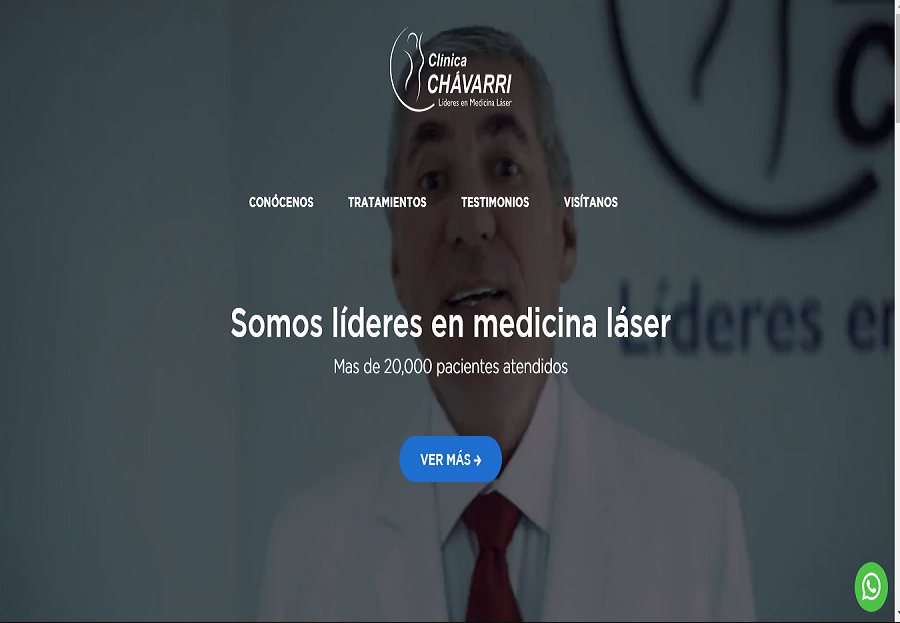 Clínica
CHÁVARRI
Líderes en Medicina Láser
CONÓCENOS TRATAMIENTOS TESTIMONIOS VISÍTANOS
Somos líderes en medicina láser
Mas de 20,000 pacientes atendidos
VER MÁS →
Líderes en